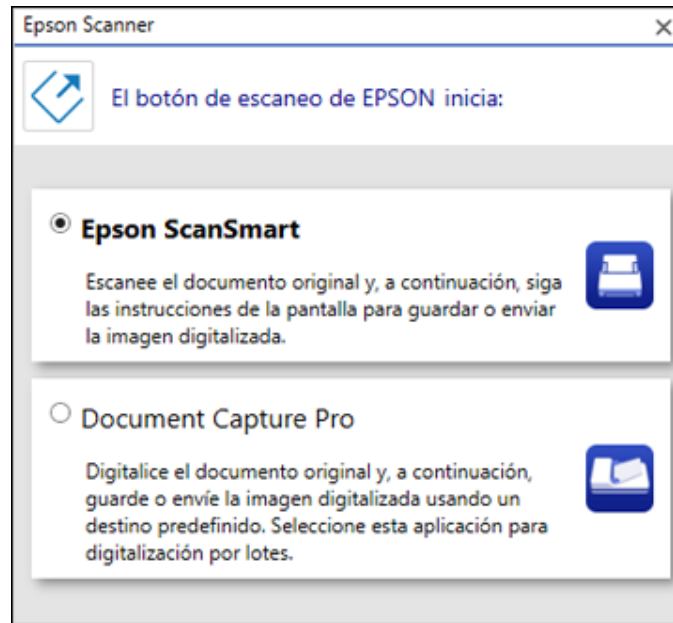 Epson Scanner
El botón de escaneo de EPSON inicia:
Epson ScanSmart
Escanee el documento original y, a continuación, siga
las instrucciones de la pantalla para guardar o enviar
la imagen digitalizada.
Document Capture Pro
Digitalice el documento original y, a continuación,
guarde o envíe la imagen digitalizada usando un
destino predefinido. Seleccione esta aplicación para
digitalización por lotes.